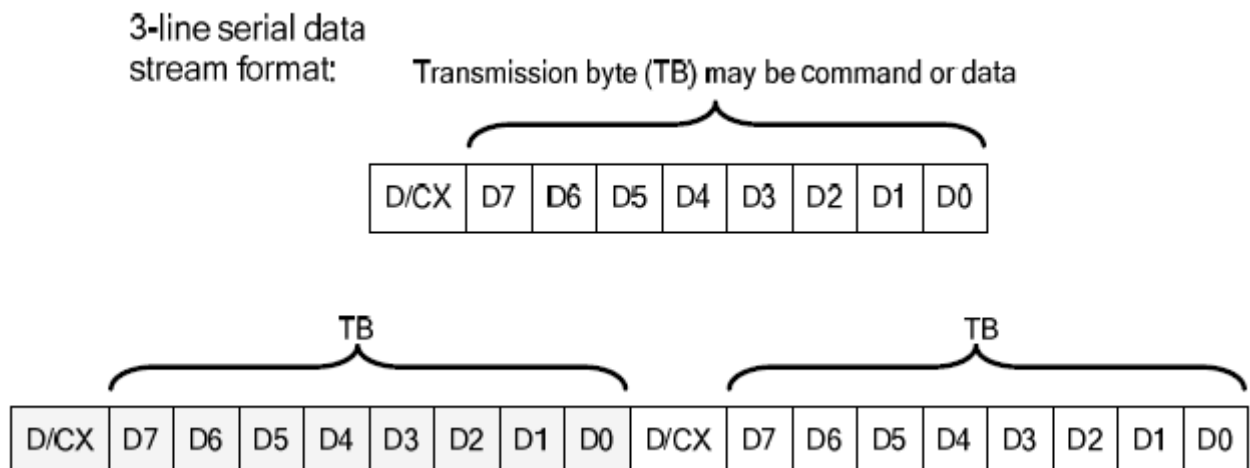 3-line serial data
stream format:
Transmission byte (TB) may be command or data
D/CX D7 D6 D5 D4 D3 D2 D1 D0
TB TB
D/CX D7 D6 D5 D4 D3 D2 D1 D0 D/CX D7 D6 D5 D4 D3 D2 D1 D0